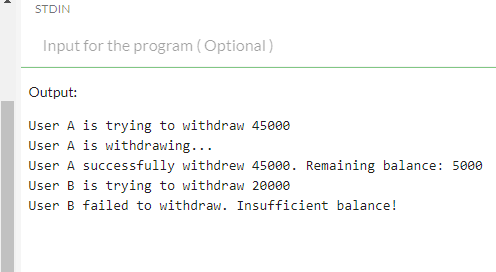 STDIN
Input for the program ( Optional )
Output:
User A is trying to withdraw 45000
User A is withdrawing...
User A successfully withdrew 45000. Remaining balance: 5000
User B is trying to withdraw 20000
User B failed to withdraw. Insufficient balance!